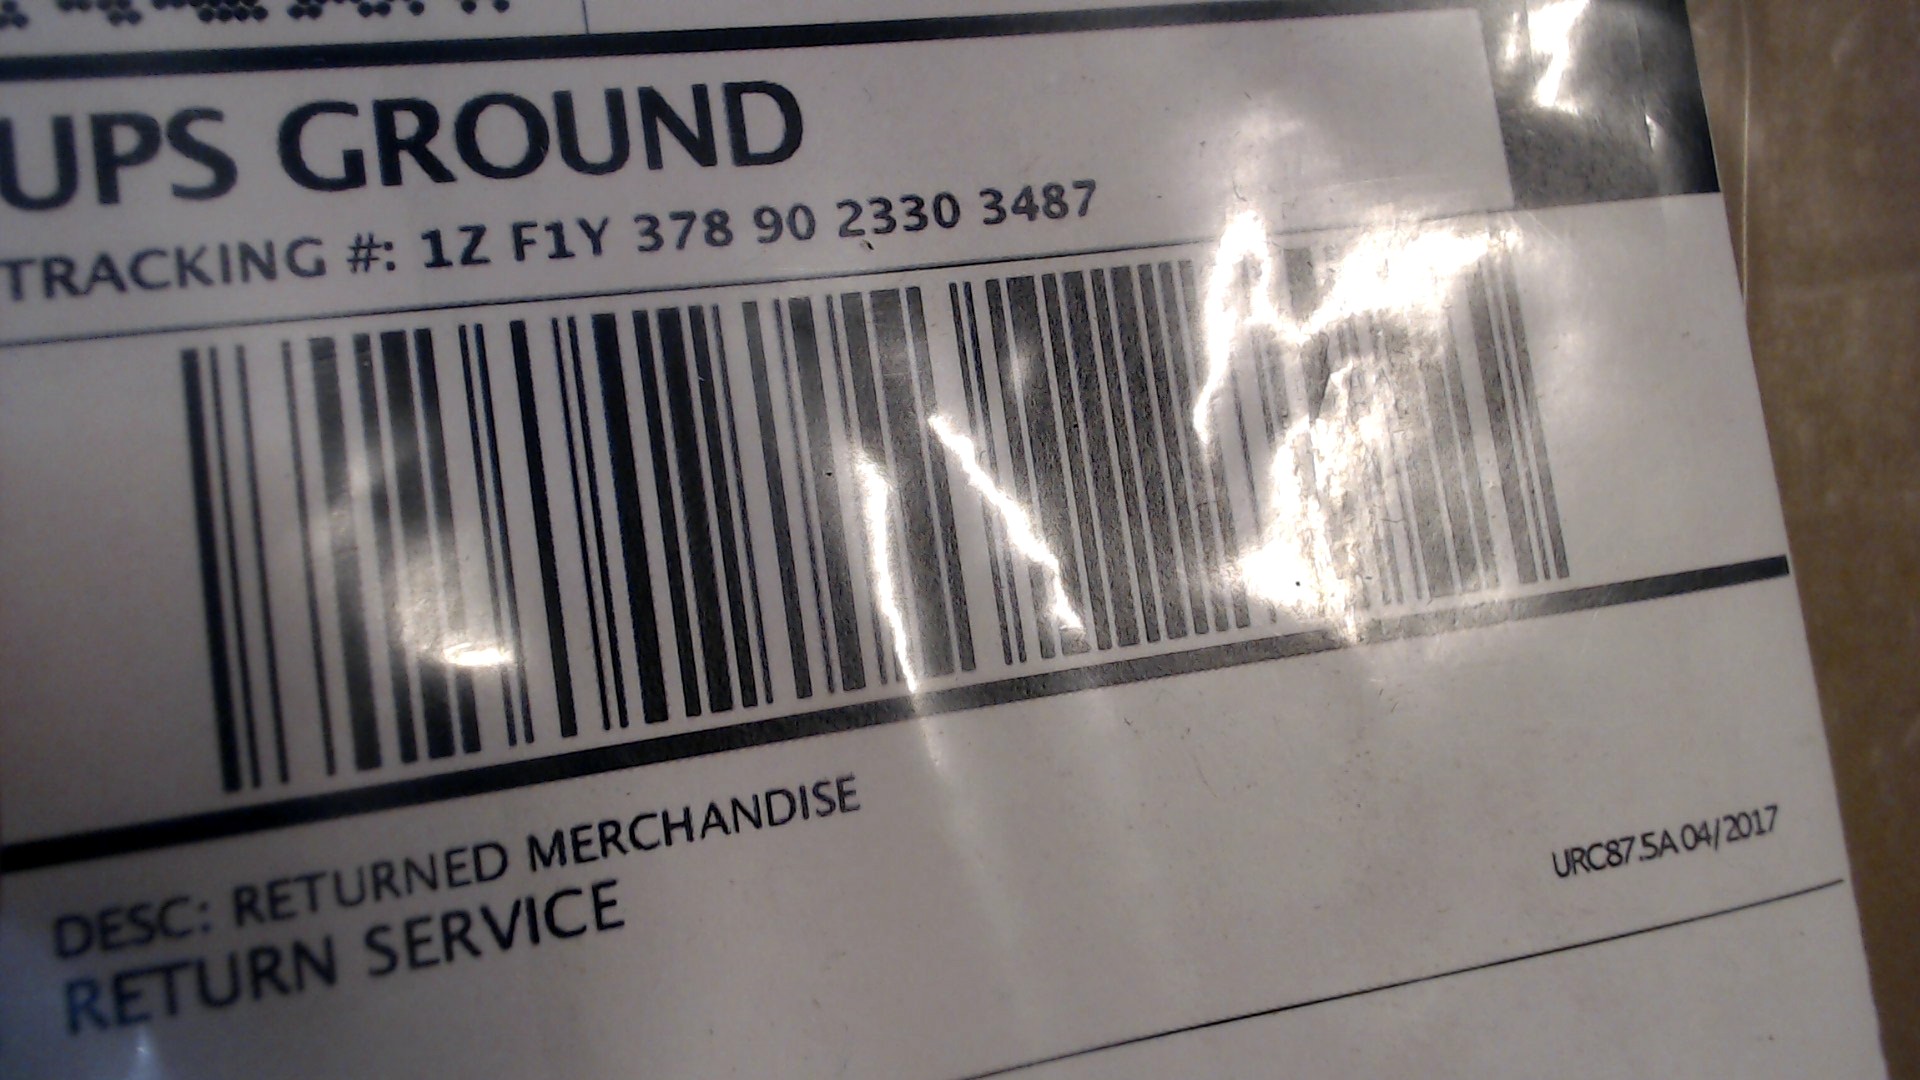 UPS GROUND
TRACKING #: 1Z F1Y 378 90 2330 3487
DESC: RETURNED MERCHANDISE
RETURN SERVICE
URC87.5A 04/2017